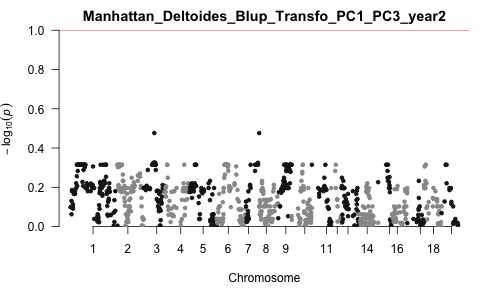 Manhattan_Deltoides_Blup_Transfo_PC1_PC3_year2
1.0
0.8
0.6
0.4
0.2
0.0
− log₁₀(p)
1 2 3 4 5 6 7 8 9 11 14 16 18
Chromosome